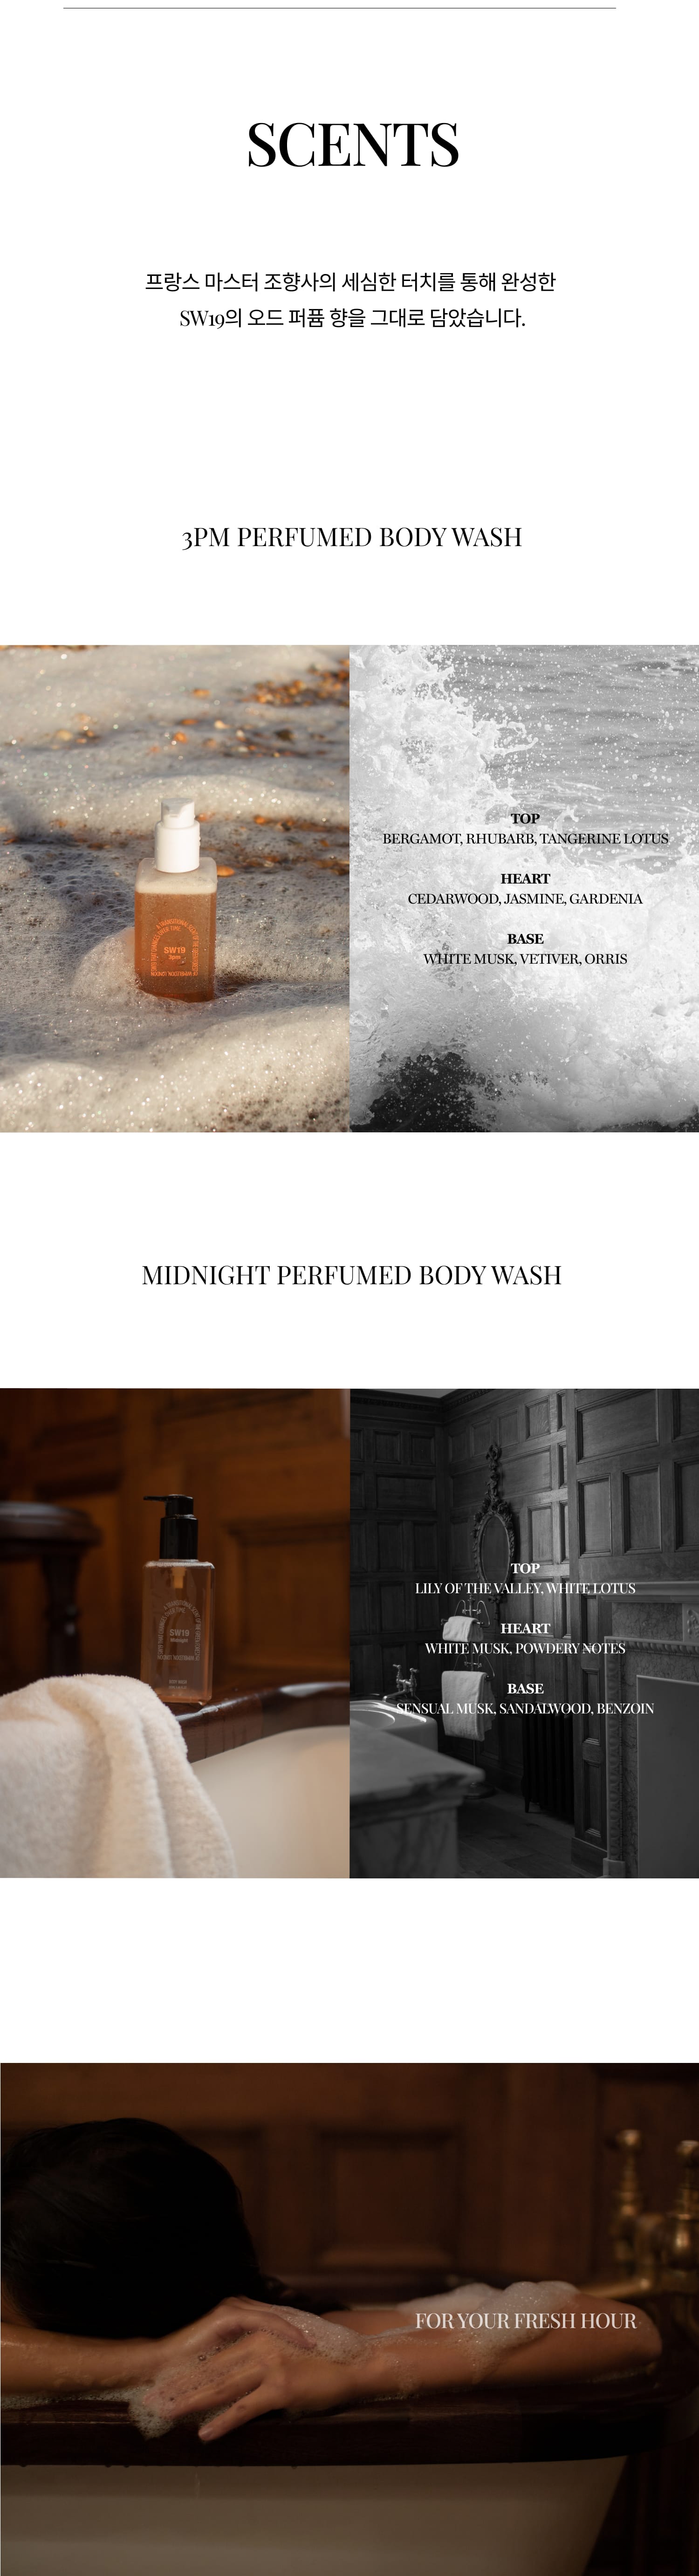 SCENTS
프랑스 마스터 조향사의 세심한 터치를 통해 완성한
SW19의 오드 퍼퓸 향을 그대로 담았습니다.
3PM PERFUMED BODY WASH
SW19
3pm
TOP
BERGAMOT, RHUBARB, TANGERINE LOTUS
HEART
CEDARWOOD, JASMINE, GARDENIA
BASE
WHITE MUSK, VETIVER, ORRIS
MIDNIGHT PERFUMED BODY WASH
SW19
Midnight
TOP
LILY OF THE VALLEY, WHITE LOTUS
HEART
WHITE MUSK, POWDERY NOTES
BASE
SENSUAL MUSK, SANDALWOOD, BENZOIN
FOR YOUR FRESH HOUR